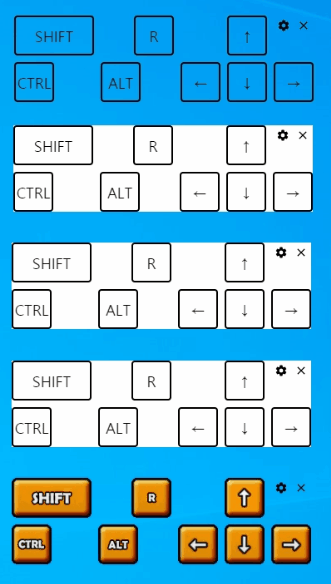 SHIFT R ↑
CTRL ALT ← ↓ →
SHIFT R ↑
CTRL ALT ← ↓ →
SHIFT R ↑
CTRL ALT ← ↓ →
SHIFT R ↑
CTRL ALT ← ↓ →
SHIFT R ↑
CTRL ALT ← ↓ →